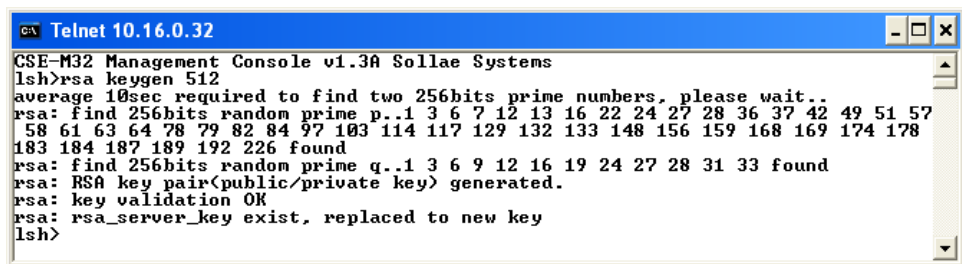 Telnet 10.16.0.32
CSE-M32 Management Console v1.3A Sollae Systems
lsh>rsa keygen 512
average 10sec required to find two 256bits prime numbers, please wait..
rsa: find 256bits random prime p..1 3 6 7 12 13 16 22 24 27 28 36 37 42 49 51 57
58 61 63 64 78 79 82 84 97 103 114 117 129 132 133 148 156 159 168 169 174 178
183 184 187 189 192 226 found
rsa: find 256bits random prime q..1 3 6 9 12 16 19 24 27 28 31 33 found
rsa: RSA key pair(public/private key) generated.
rsa: key validation OK
rsa: rsa_server_key exist, replaced to new key
lsh>